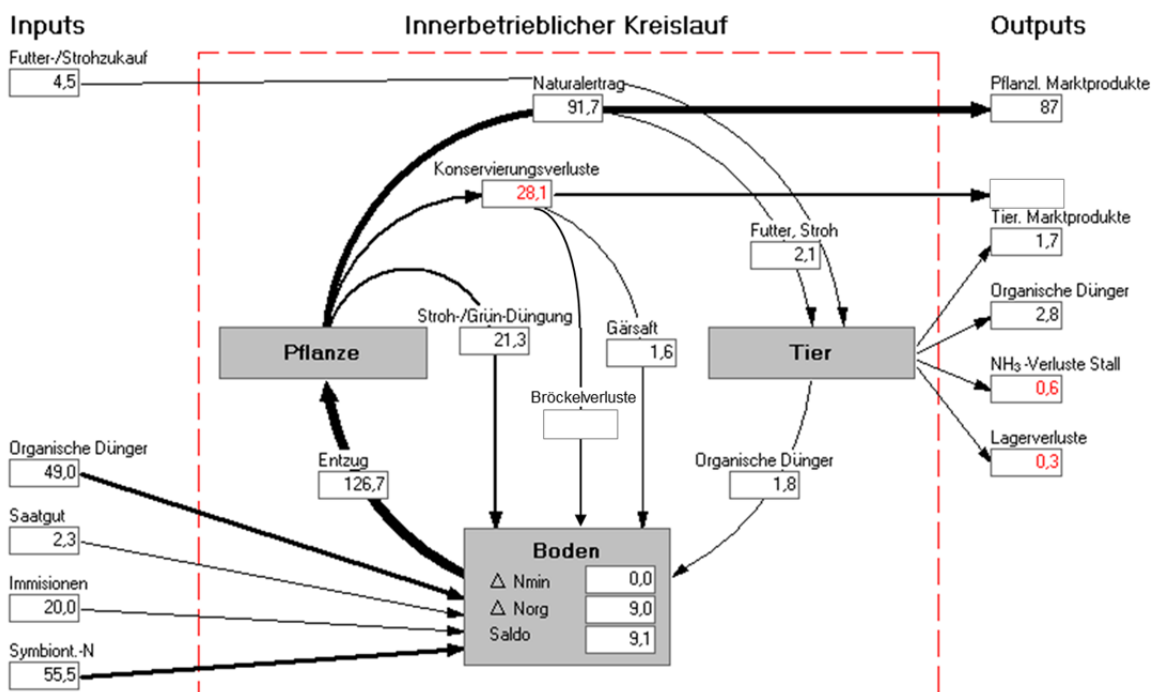 Inputs
Innerbetrieblicher Kreislauf
Outputs
Futter-/Strohzukauf
4,5
Naturalertrag
91,7
Pflanzl. Marktprodukte
87
Konservierungsverluste
28,1
Tier. Marktprodukte
1,7
Futter, Stroh
2,1
Organische Dünger
2,8
Stroh-/Grün-Düngung
21,3
Gärsaft
1,6
Pflanze
Tier
NH₃-Verluste Stall
0,6
Bröckelverluste
Lagerverluste
0,3
Organische Dünger
49,0
Entzug
126,7
Organische Dünger
1,8
Saatgut
2,3
Boden
Δ Nmin
0,0
Δ Norg
9,0
Saldo
9,1
Immisionen
20,0
Symbiont.-N
55,5